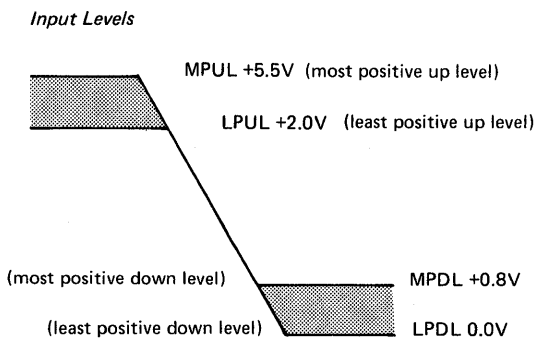 Input Levels
MPUL +5.5V (most positive up level)
LPUL +2.0V (least positive up level)
(most positive down level) MPDL +0.8V
(least positive down level) LPDL 0.0V